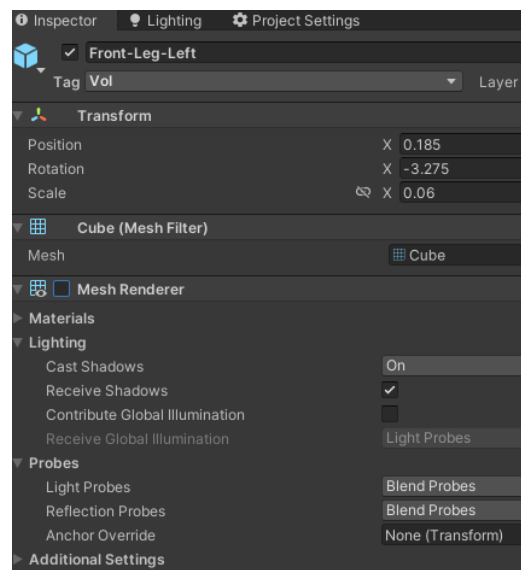 Inspector Lighting Project Settings
Front-Leg-Left
Tag Vol Layer
Transform
Position X 0.185
Rotation X -3.275
Scale X 0.06
Cube (Mesh Filter)
Mesh Cube
Mesh Renderer
Materials
Lighting
Cast Shadows On
Receive Shadows
Contribute Global Illumination
Receive Global Illumination Light Probes
Probes
Light Probes Blend Probes
Reflection Probes Blend Probes
Anchor Override None (Transform)
Additional Settings